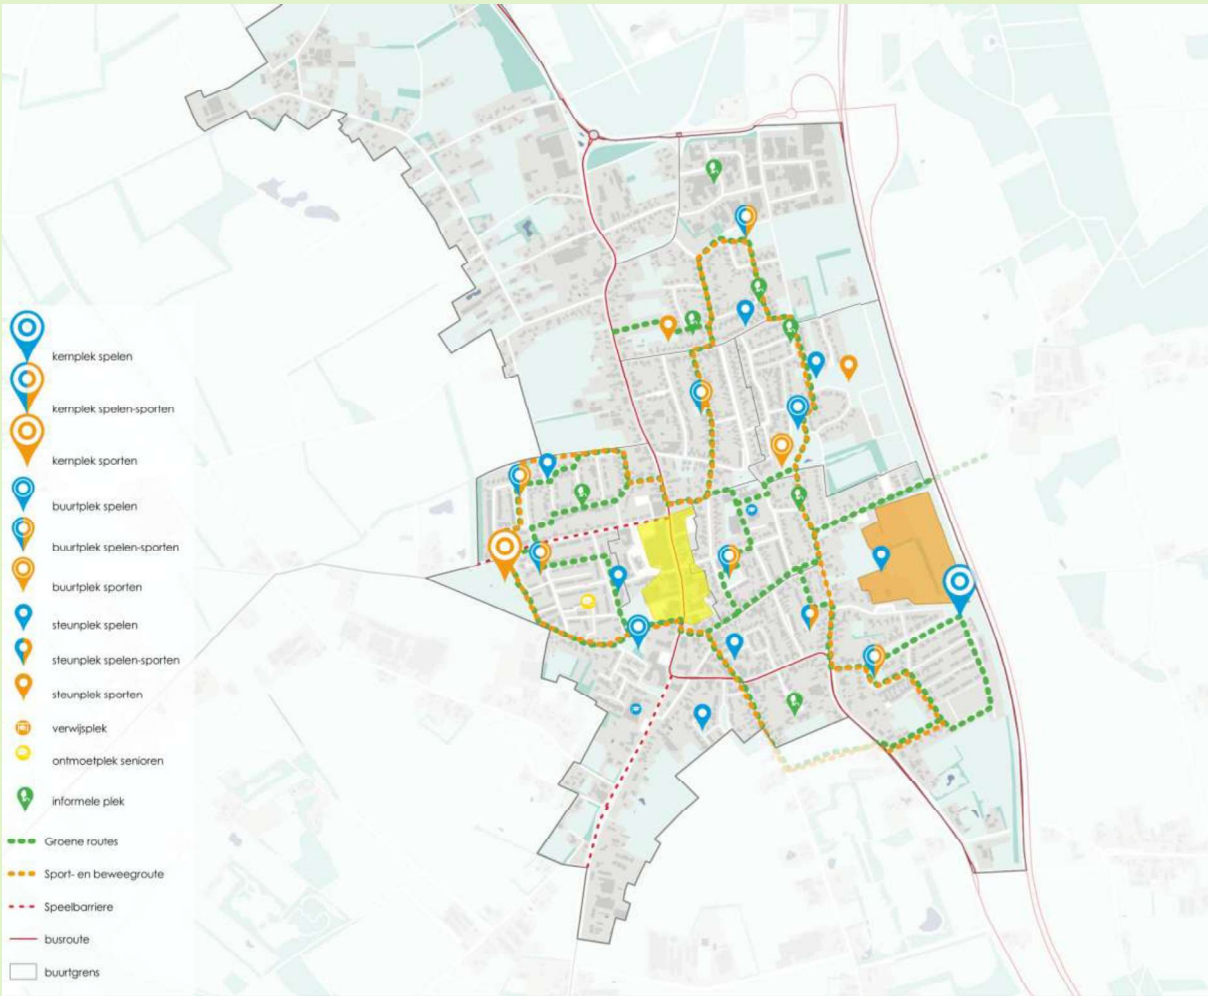 kernplek spelen
kernplek spelen-sporten
kernplek sporten
buurtplek spelen
buurtplek spelen-sporten
buurtplek sporten
steunplek spelen
steunplek spelen-sporten
steunplek sporten
verwijsplek
ontmoetplek senioren
informele plek
Groene routes
Sport- en beweegroute
Speelbarriere
busroute
buurtgrens